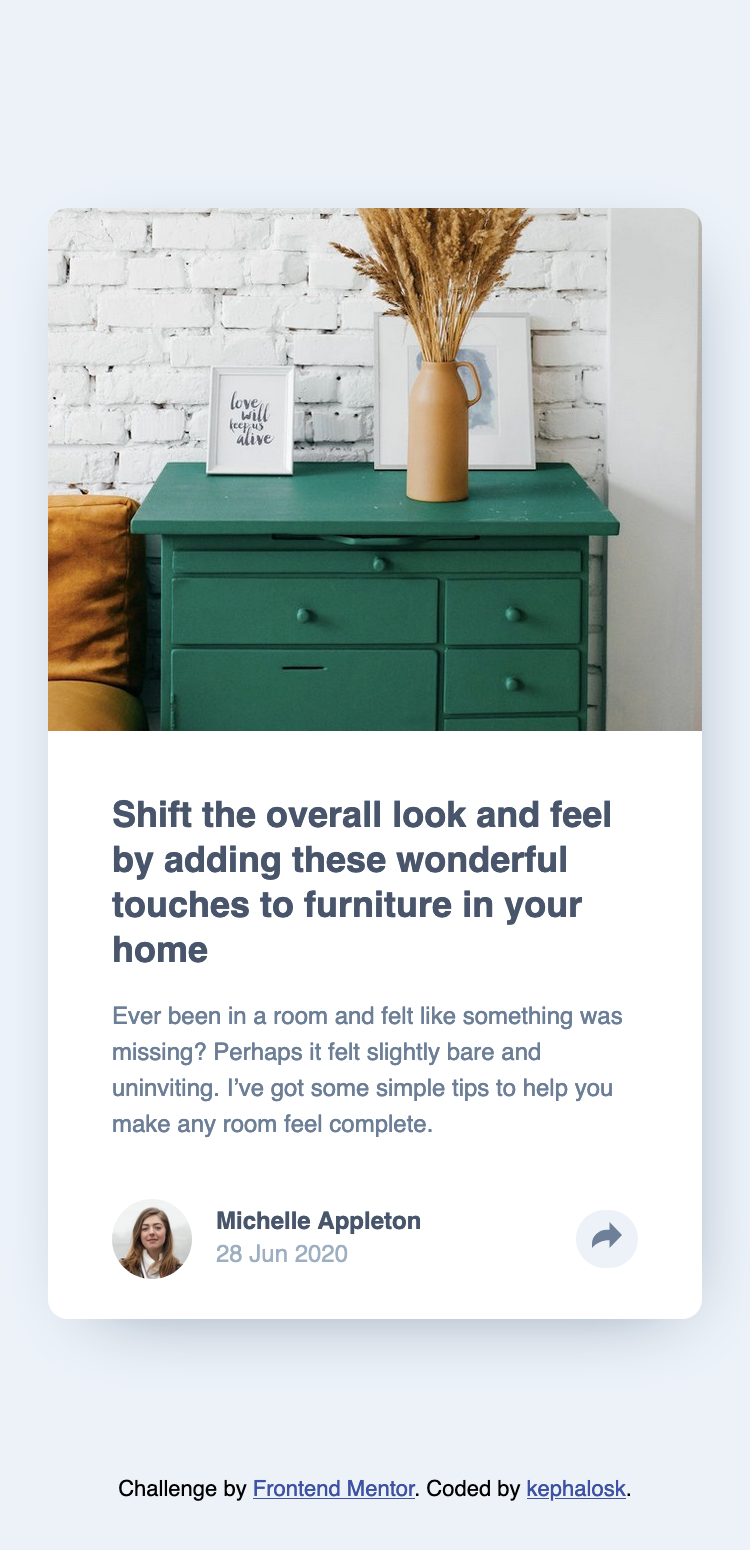 love
will
keep us
alive
Shift the overall look and feel
by adding these wonderful
touches to furniture in your
home
Ever been in a room and felt like something was
missing? Perhaps it felt slightly bare and
uninviting. I’ve got some simple tips to help you
make any room feel complete.
Michelle Appleton
28 Jun 2020
Challenge by Frontend Mentor. Coded by kephalosk.